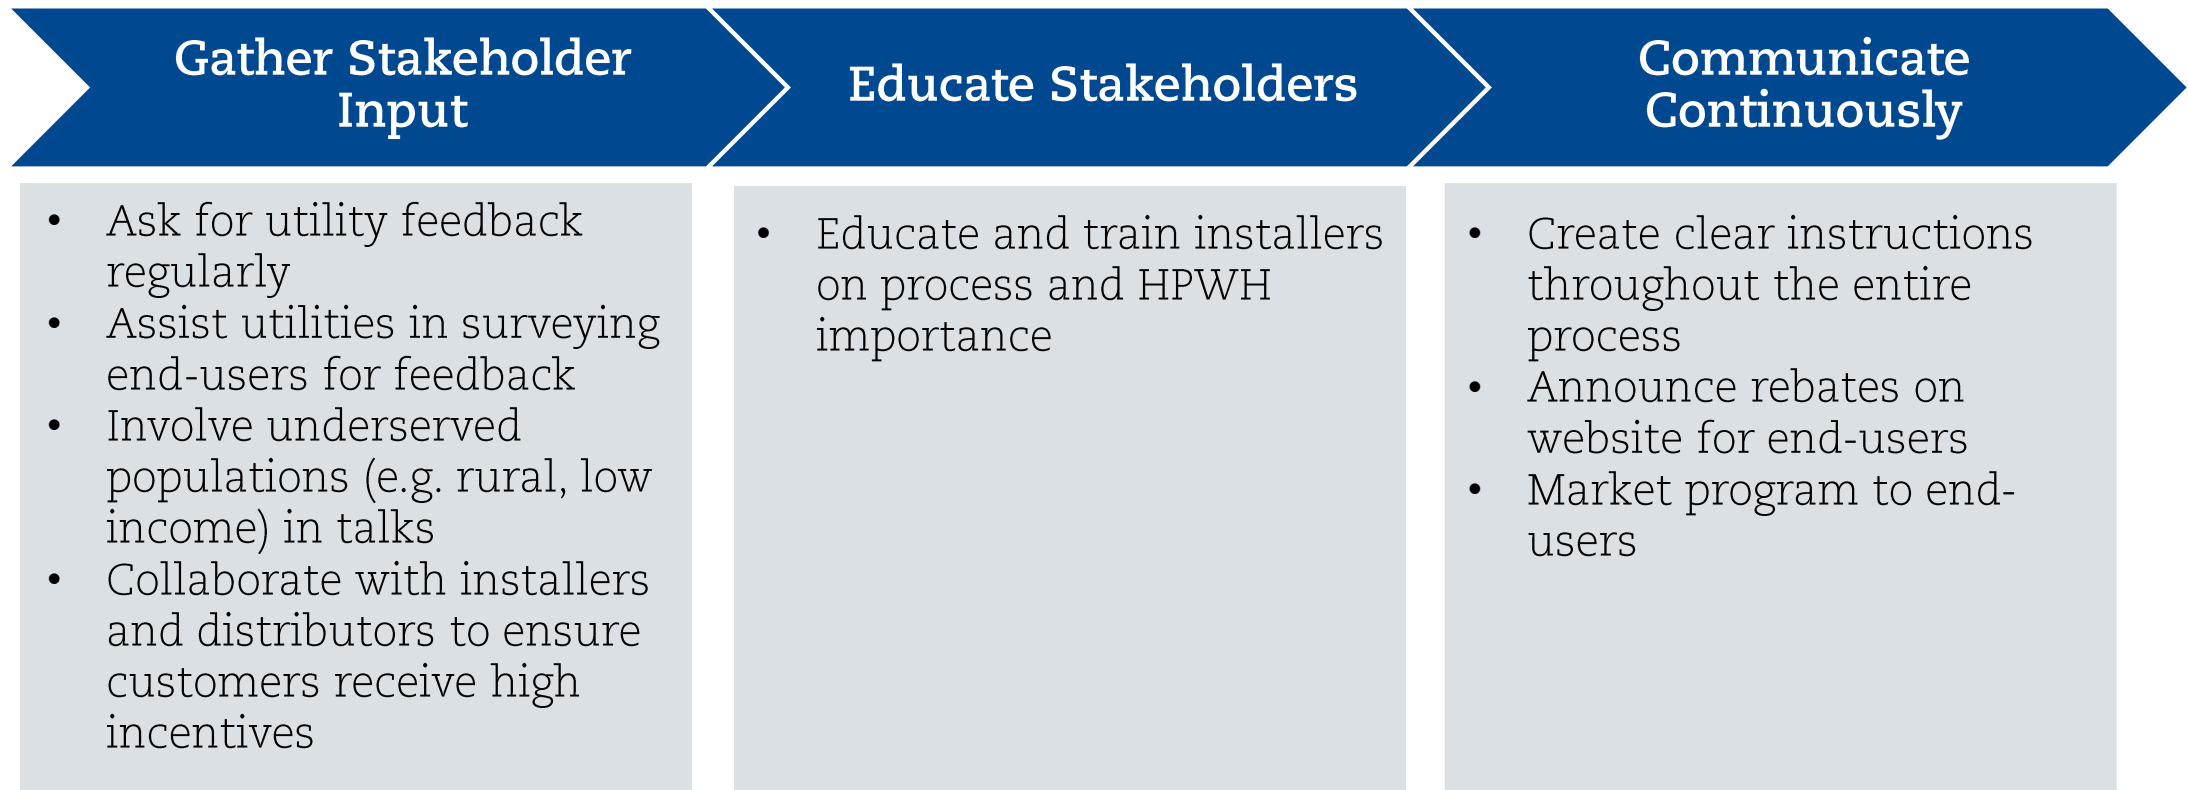 Gather Stakeholder
Input
• Ask for utility feedback
regularly
• Assist utilities in surveying
end-users for feedback
• Involve underserved
populations (e.g. rural, low
income) in talks
• Collaborate with installers
and distributors to ensure
customers receive high
incentives
Educate Stakeholders
• Educate and train installers
on process and HPWH
importance
Communicate
Continuously
• Create clear instructions
throughout the entire
process
• Announce rebates on
website for end-users
• Market program to end-
users